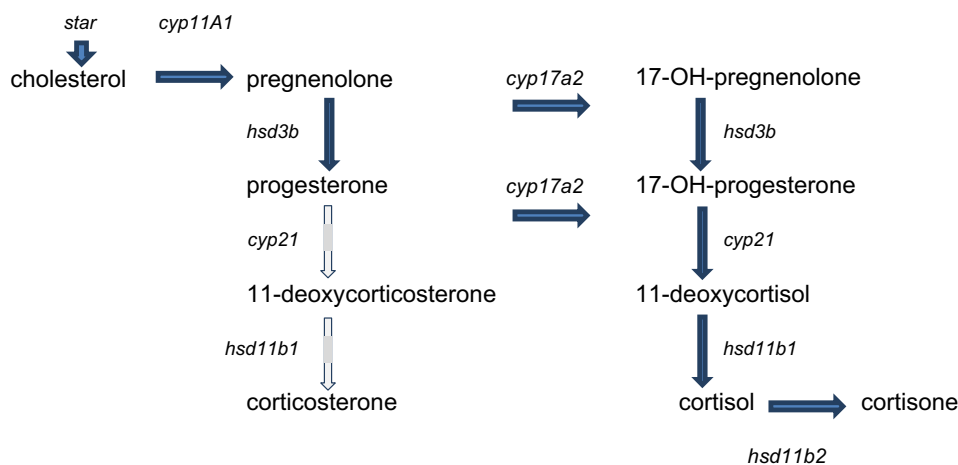 star cyp11A1
cholesterol pregnenolone cyp17a2 17-OH-pregnenolone
hsd3b hsd3b
progesterone cyp17a2 17-OH-progesterone
cyp21 cyp21
11-deoxycorticosterone 11-deoxycortisol
hsd11b1 hsd11b1
corticosterone cortisol cortisone
hsd11b2